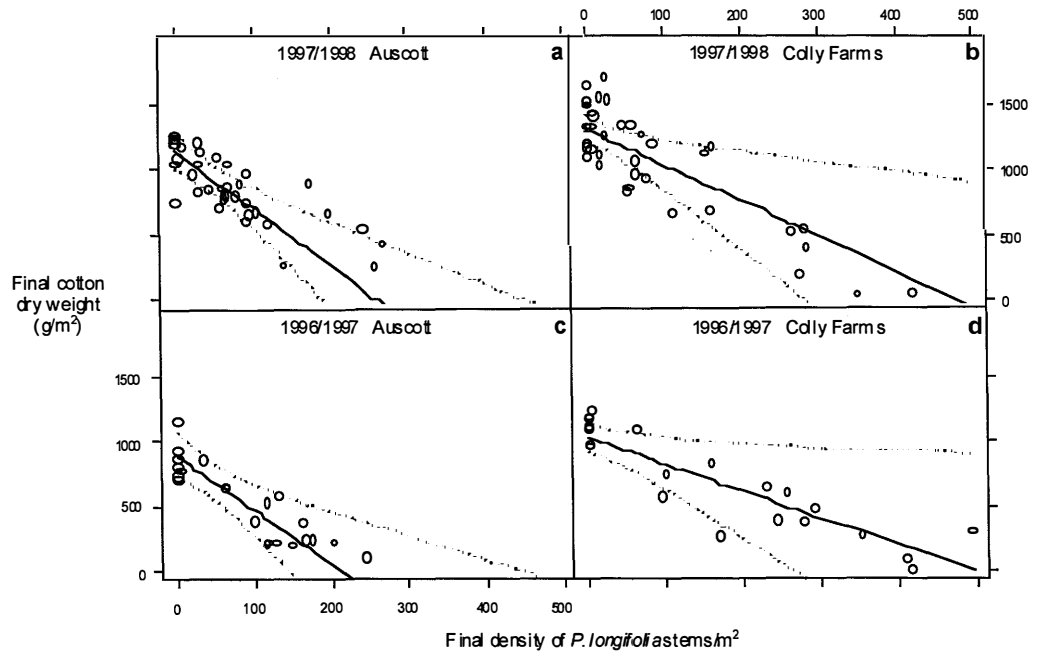 0 100 200 300 400 500
1997/1998 Auscott a
1997/1998 Colly Farms b
1500
1000
500
0
Final cotton
dry weight
(g/m²)
1996/1997 Auscott c
1996/1997 Colly Farms d
1500
1000
500
0
0 100 200 300 400 500
Final density of P. longifolia stems/m²